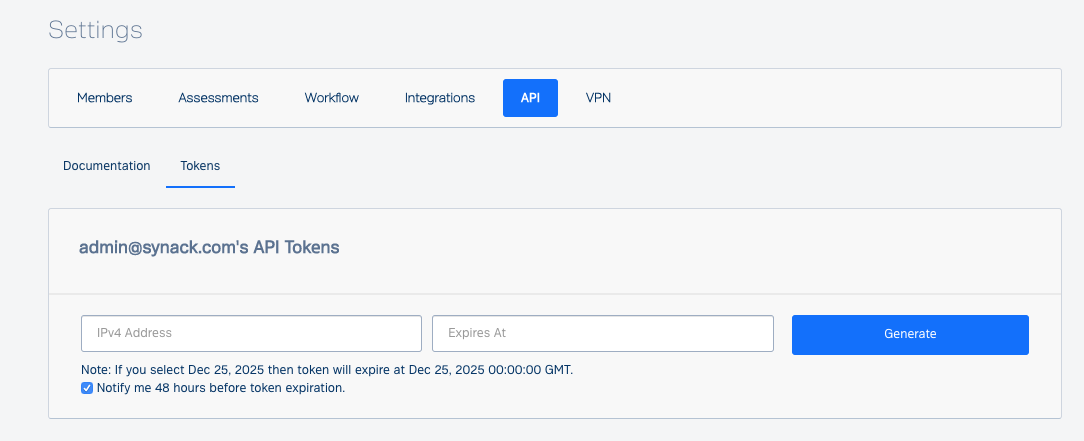 Settings
Members Assessments Workflow Integrations API VPN
Documentation Tokens
admin@synack.com's API Tokens
IPv4 Address Expires At Generate
Note: If you select Dec 25, 2025 then token will expire at Dec 25, 2025 00:00:00 GMT.
Notify me 48 hours before token expiration.